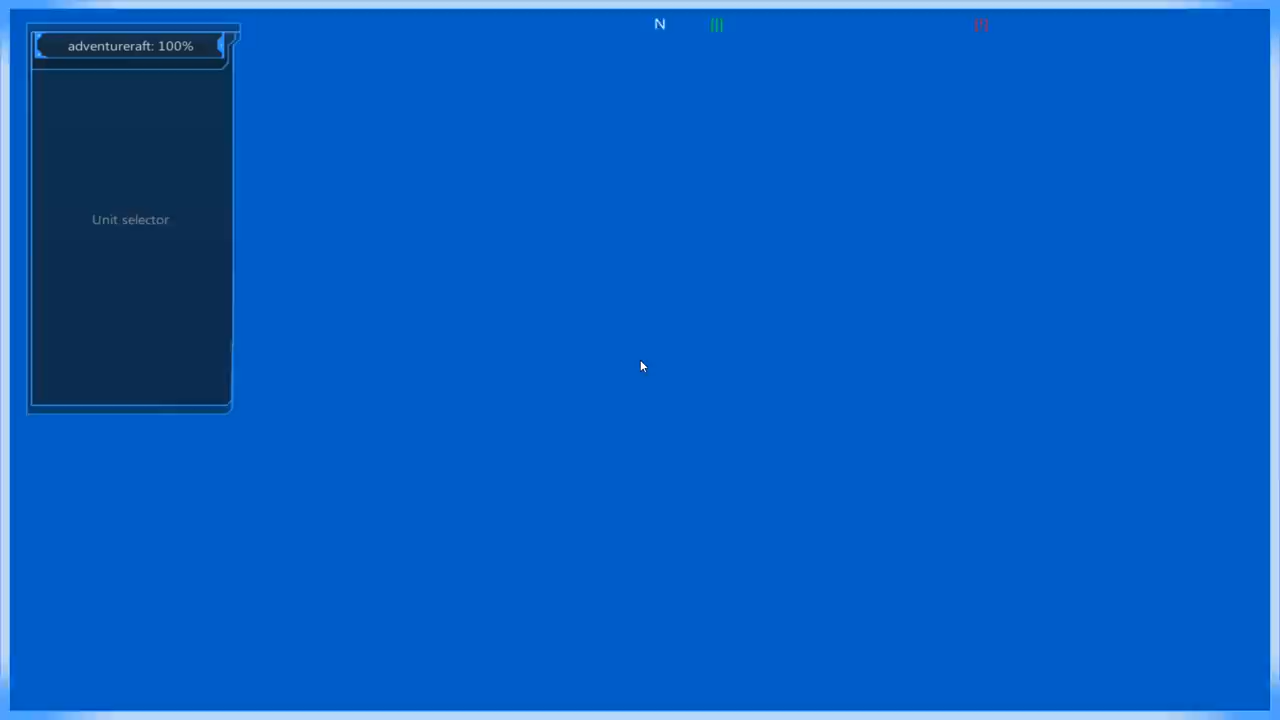 N ||| [']
adventureraft: 100%
Unit selector